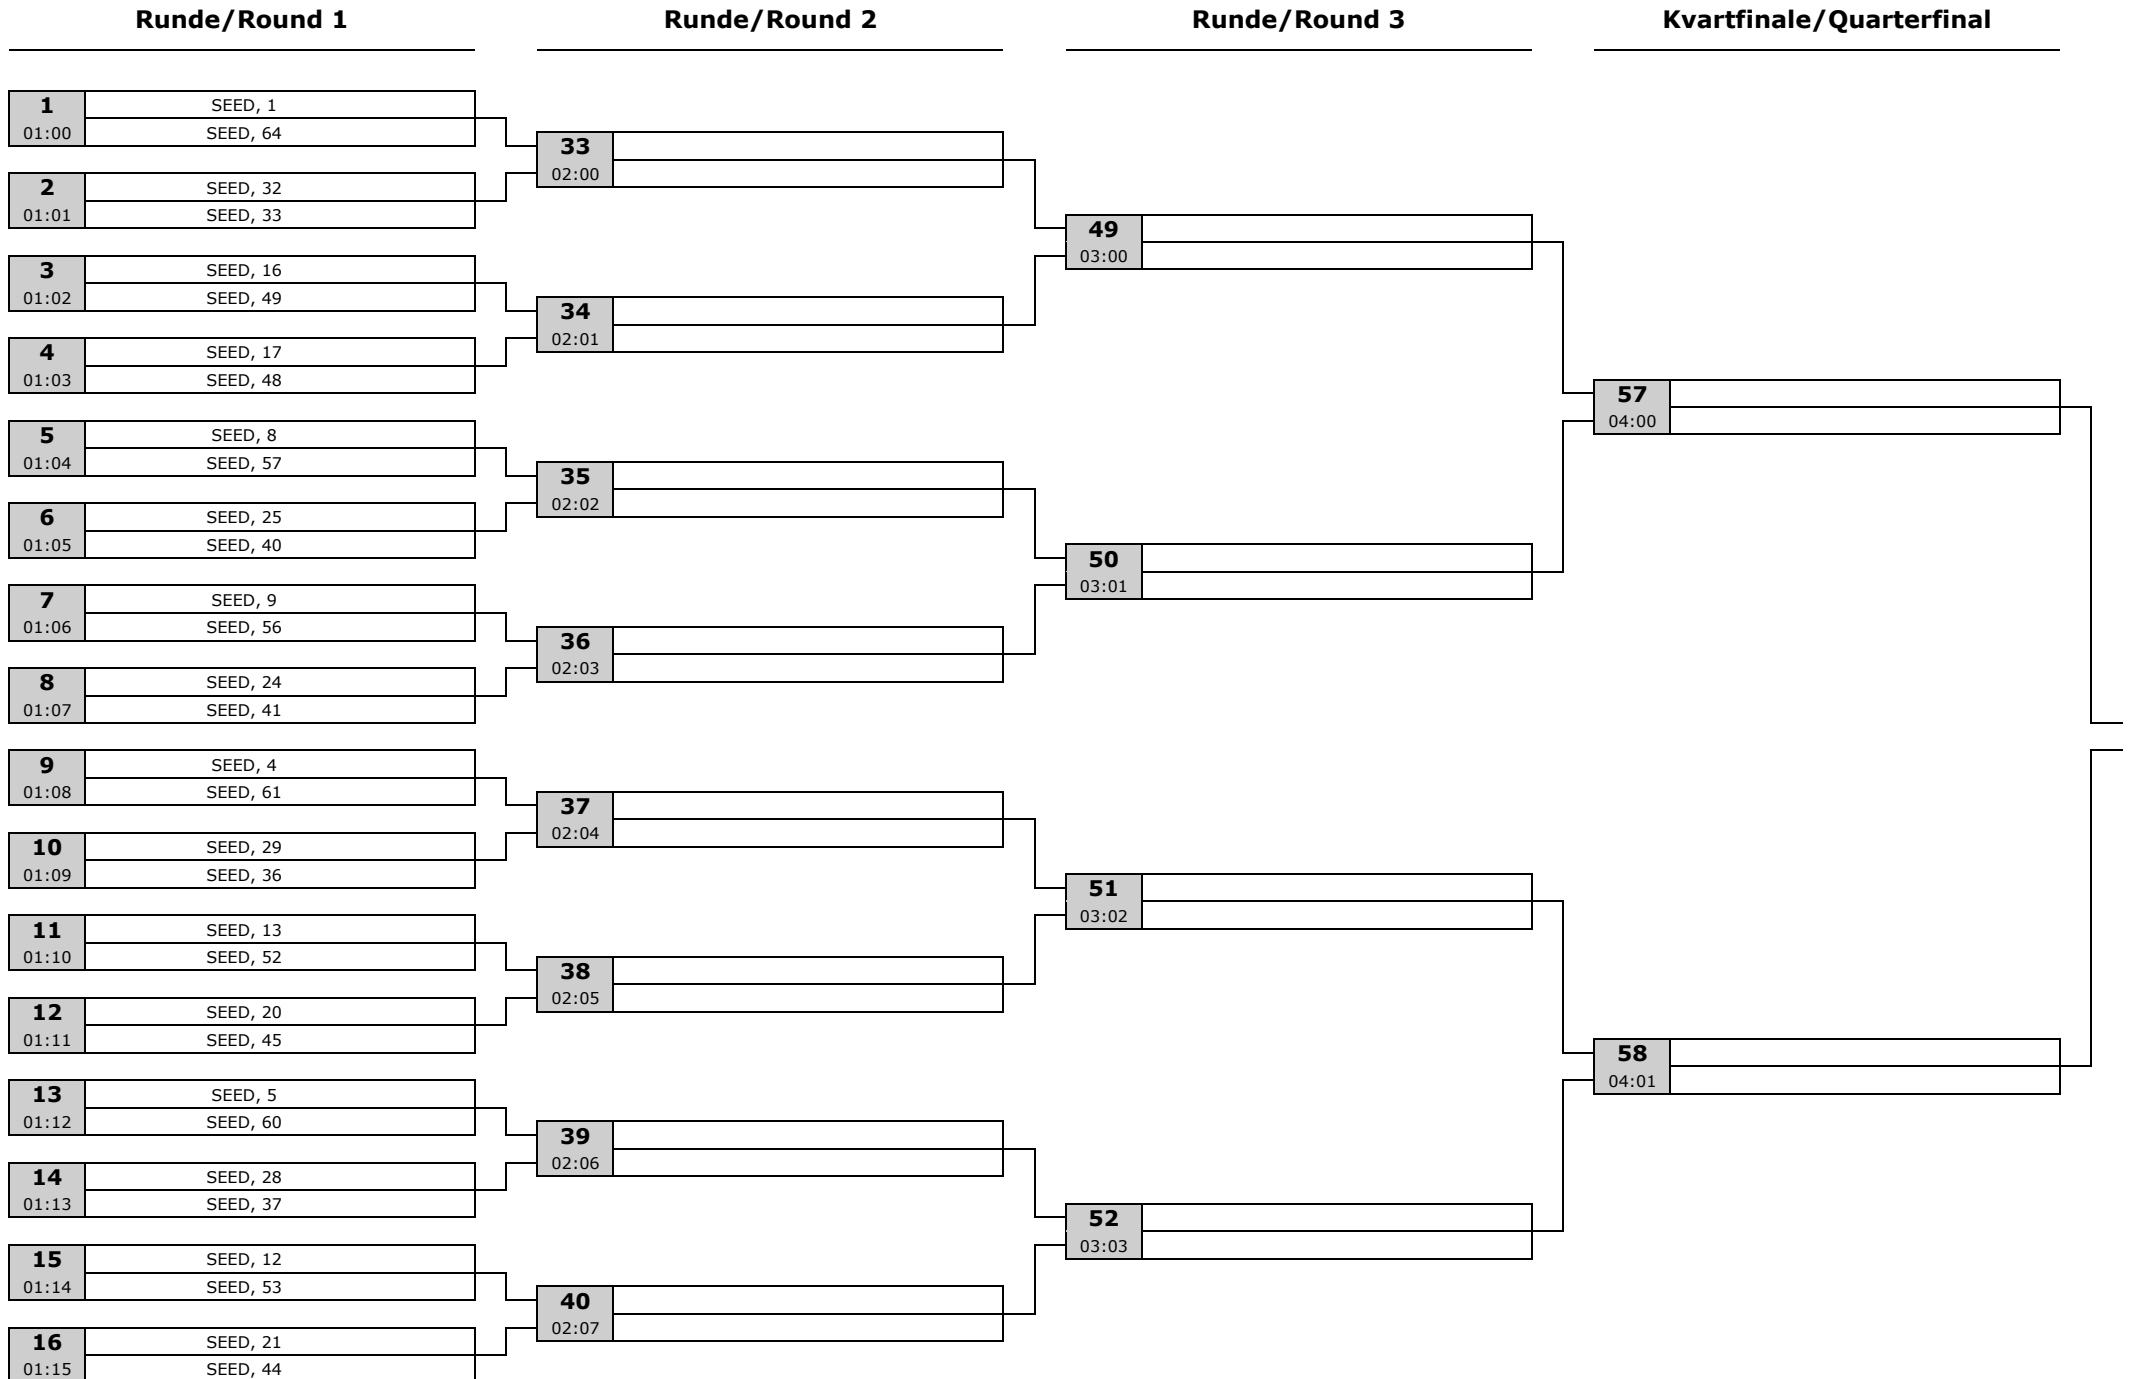 Runde/Round 1
Runde/Round 2
Runde/Round 3
Kvartfinale/Quarterfinal
1
01:00
SEED, 1
SEED, 64
2
01:01
SEED, 32
SEED, 33
3
01:02
SEED, 16
SEED, 49
4
01:03
SEED, 17
SEED, 48
5
01:04
SEED, 8
SEED, 57
6
01:05
SEED, 25
SEED, 40
7
01:06
SEED, 9
SEED, 56
8
01:07
SEED, 24
SEED, 41
9
01:08
SEED, 4
SEED, 61
10
01:09
SEED, 29
SEED, 36
11
01:10
SEED, 13
SEED, 52
12
01:11
SEED, 20
SEED, 45
13
01:12
SEED, 5
SEED, 60
14
01:13
SEED, 28
SEED, 37
15
01:14
SEED, 12
SEED, 53
16
01:15
SEED, 21
SEED, 44
33
02:00
34
02:01
35
02:02
36
02:03
37
02:04
38
02:05
39
02:06
40
02:07
49
03:00
50
03:01
51
03:02
52
03:03
57
04:00
58
04:01